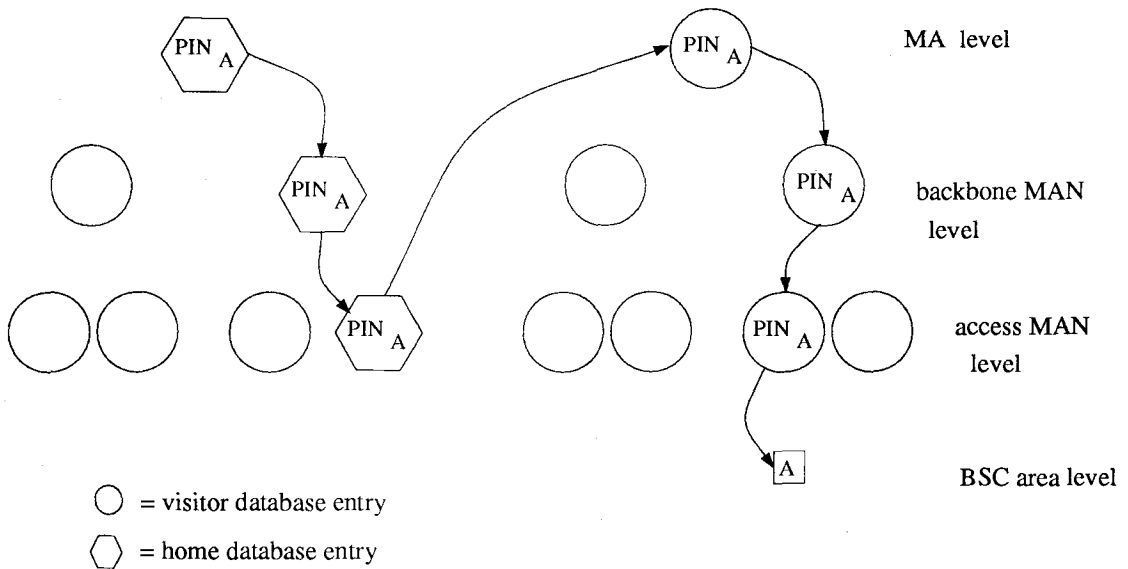 PIN A
PIN A
MA level
PIN A
PIN A
backbone MAN
level
PIN A
PIN A
access MAN
level
A
BSC area level
= visitor database entry
= home database entry